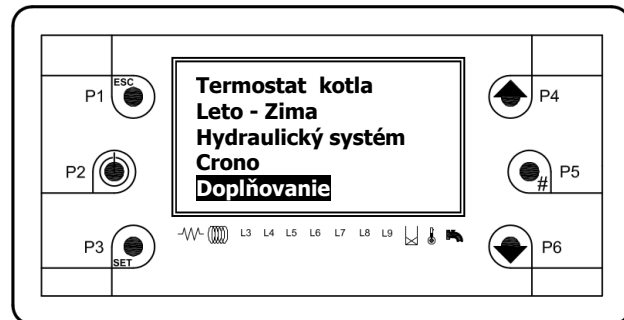 ESC
P1
P2
P3
SET
Termostat kotla
Leto - Zima
Hydraulický systém
Crono
Doplňovanie
L3 L4 L5 L6 L7 L8 L9
P4
P5
#
P6